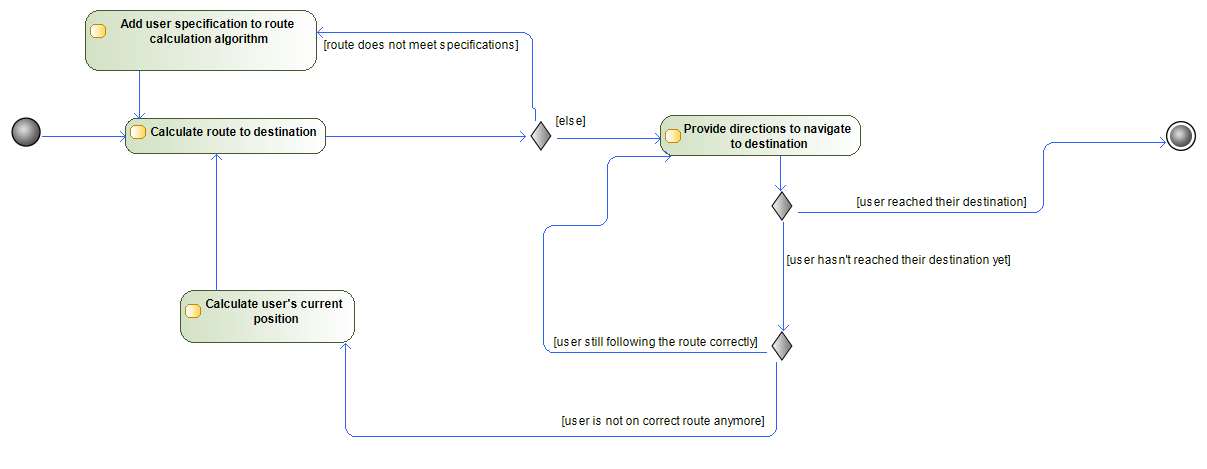 Add user specification to route
calculation algorithm
[route does not meet specifications]
Calculate route to destination
[else]
Provide directions to navigate
to destination
[user reached their destination]
[user hasn't reached their destination yet]
Calculate user's current
position
[user still following the route correctly]
[user is not on correct route anymore]